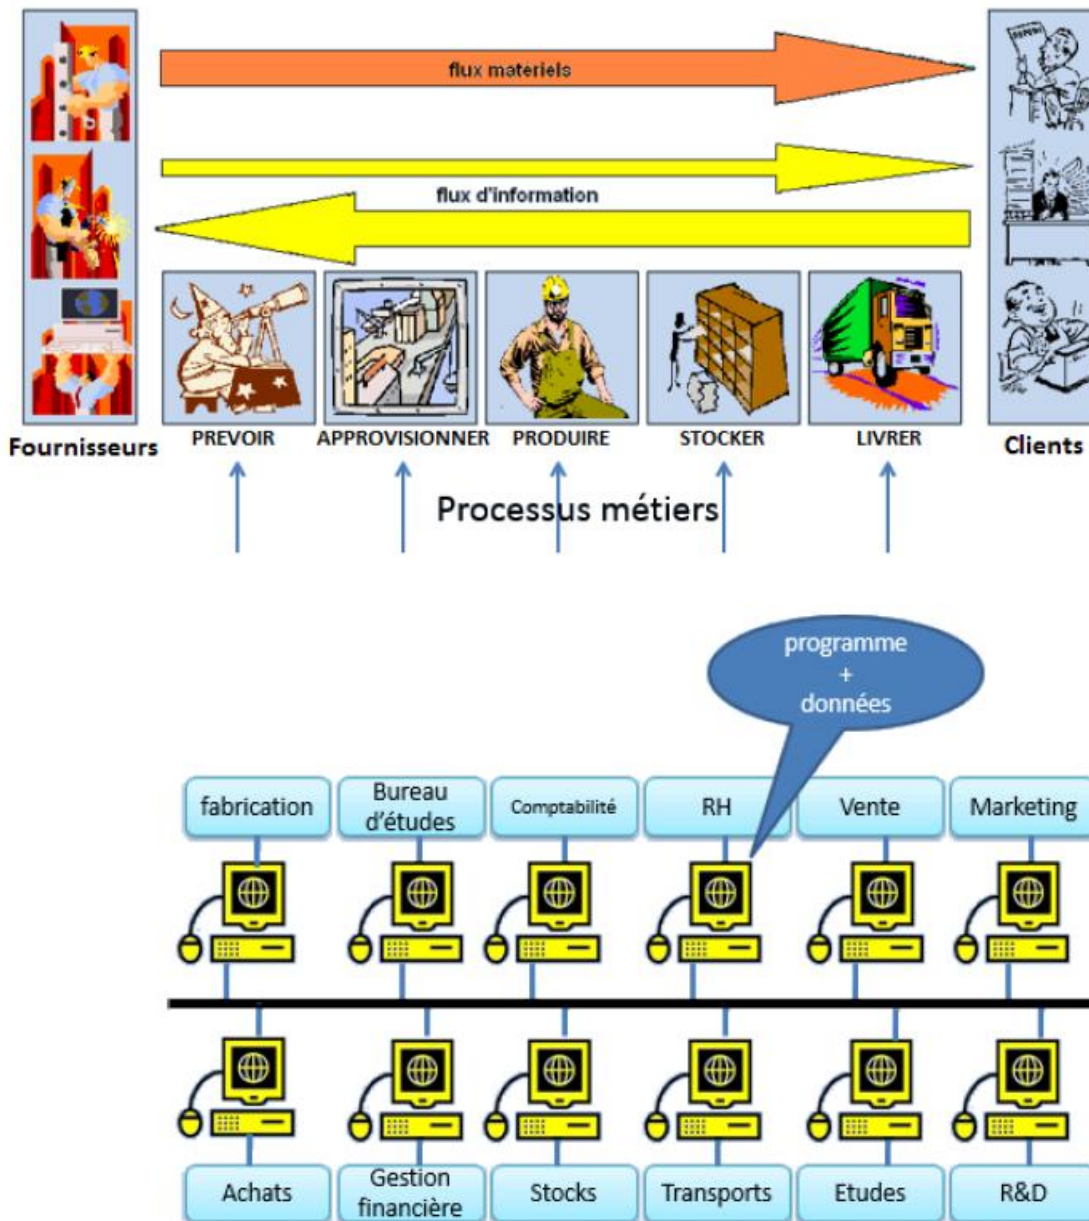 flux matériels
flux d'information
Fournisseurs
PREVOIR
APPROVISIONNER
PRODUIRE
STOCKER
LIVRER
Clients
Processus métiers
programme
+
données
fabrication
Bureau
d'études
Comptabilité
RH
Vente
Marketing
Achats
Gestion
financière
Stocks
Transports
Etudes
R&D